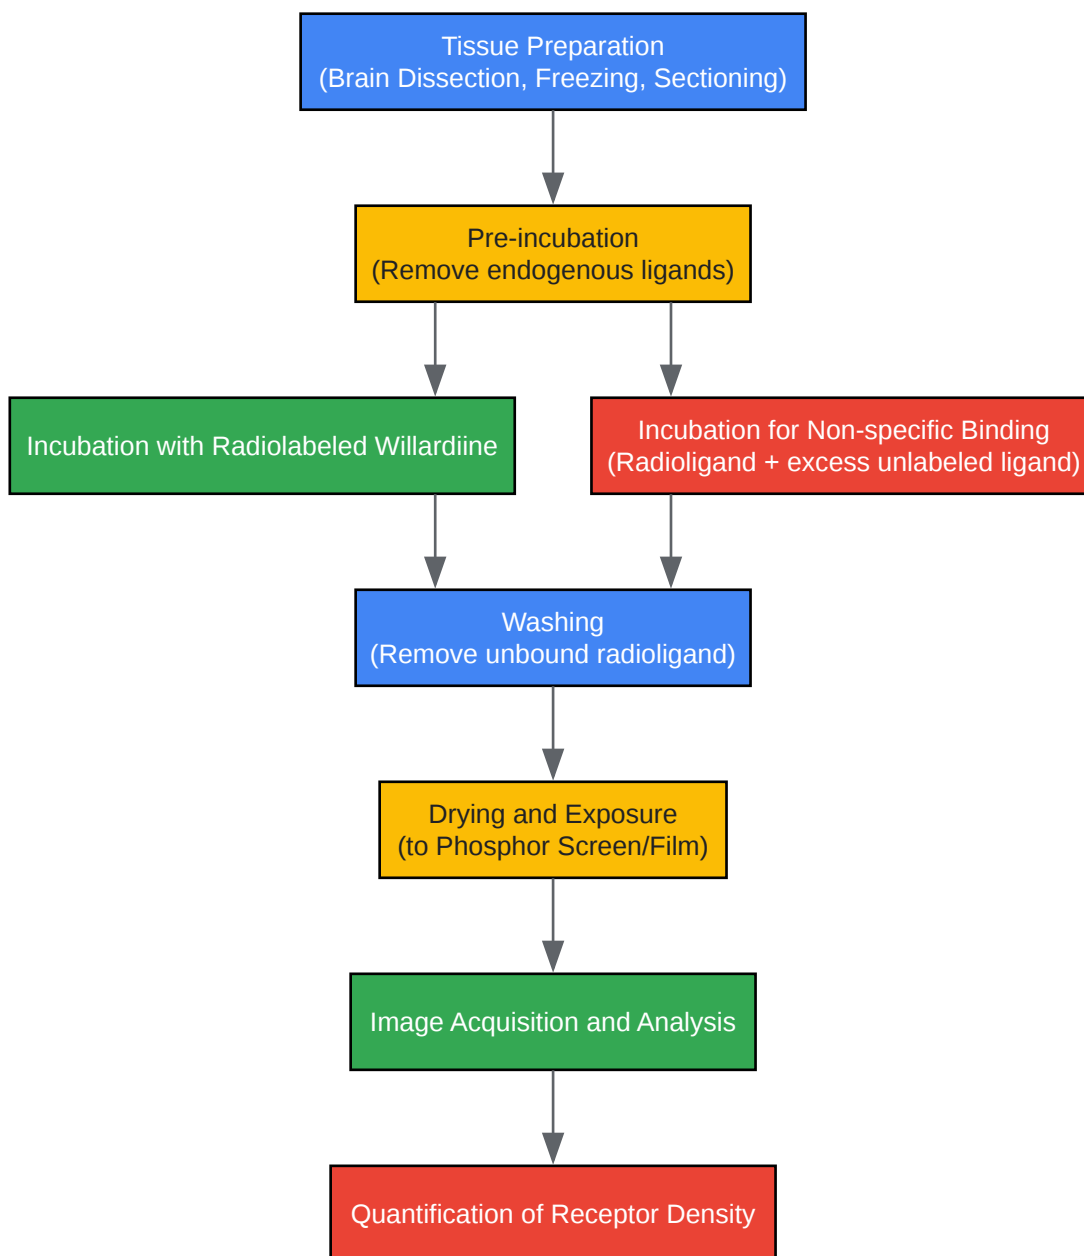 Tissue Preparation
(Brain Dissection, Freezing, Sectioning)
Pre-incubation
(Remove endogenous ligands)
Incubation with Radiolabeled Willardiine
Incubation for Non-specific Binding
(Radioligand + excess unlabeled ligand)
Washing
(Remove unbound radioligand)
Drying and Exposure
(to Phosphor Screen/Film)
Image Acquisition and Analysis
Quantification of Receptor Density